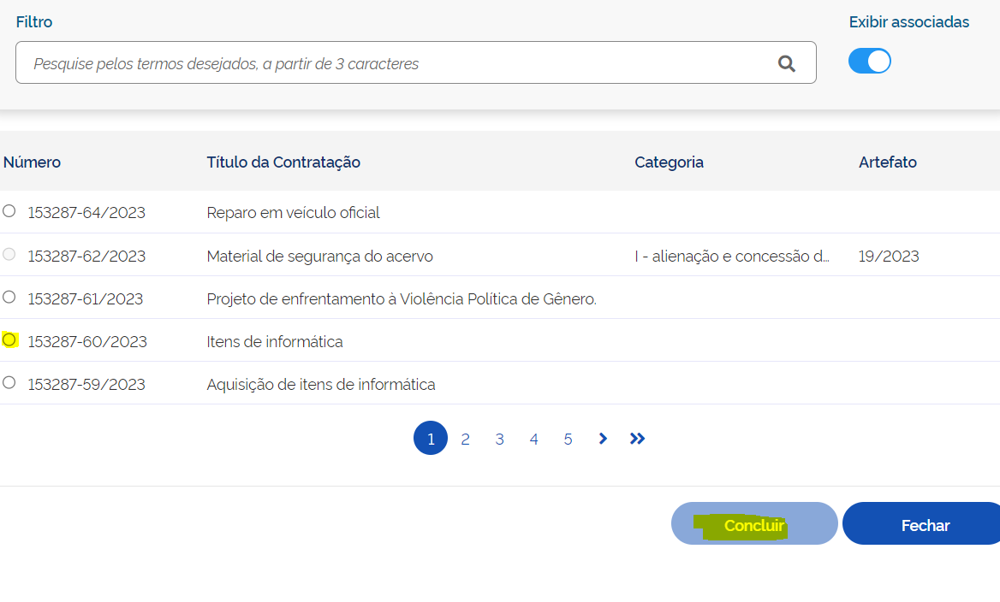 Filtro
Exibir associadas
Pesquise pelos termos desejados, a partir de 3 caracteres
Número Título da Contratação Categoria Artefato
153287-64/2023 Reparo em veículo oficial
153287-62/2023 Material de segurança do acervo I - alienação e concessão d... 19/2023
153287-61/2023 Projeto de enfrentamento à Violência Política de Gênero.
153287-60/2023 Itens de informática
153287-59/2023 Aquisição de itens de informática
1 2 3 4 5
Concluir Fechar